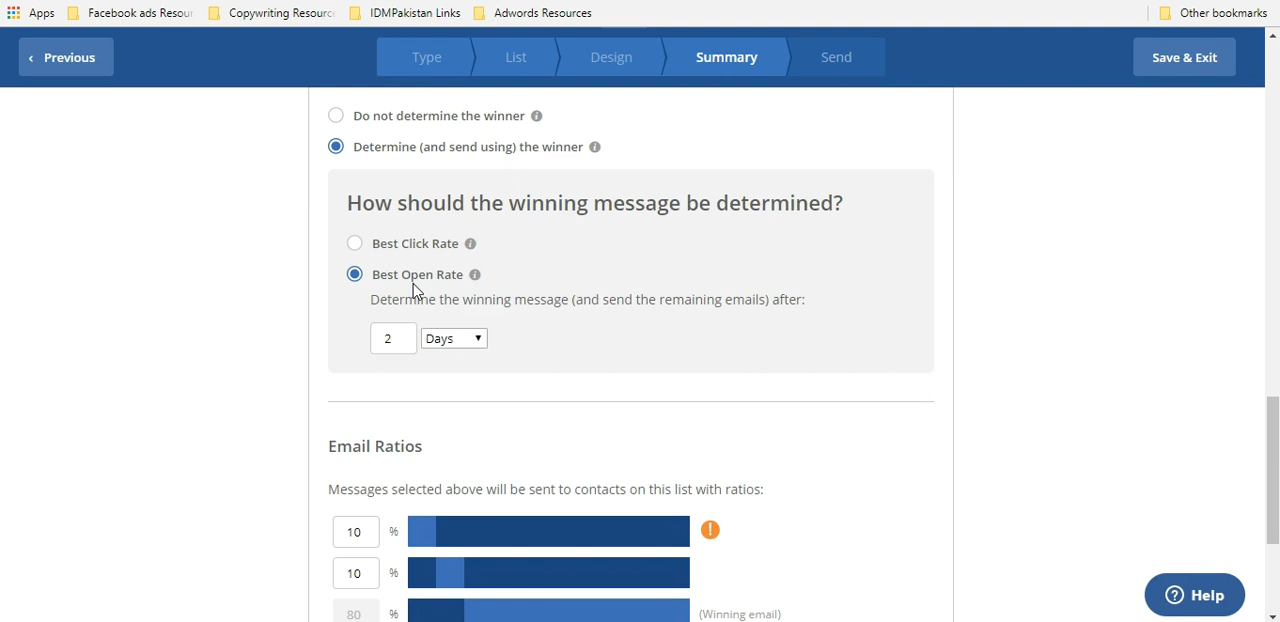 Apps Facebook ads Resour Copywriting Resourc IDMPakistan Links Adwords Resources Other bookmarks
‹ Previous Type List Design Summary Send Save & Exit
Do not determine the winner
Determine (and send using) the winner
How should the winning message be determined?
Best Click Rate
Best Open Rate
Determine the winning message (and send the remaining emails) after:
2 Days
Email Ratios
Messages selected above will be sent to contacts on this list with ratios:
10 %
10 %
80 % (Winning email)
? Help